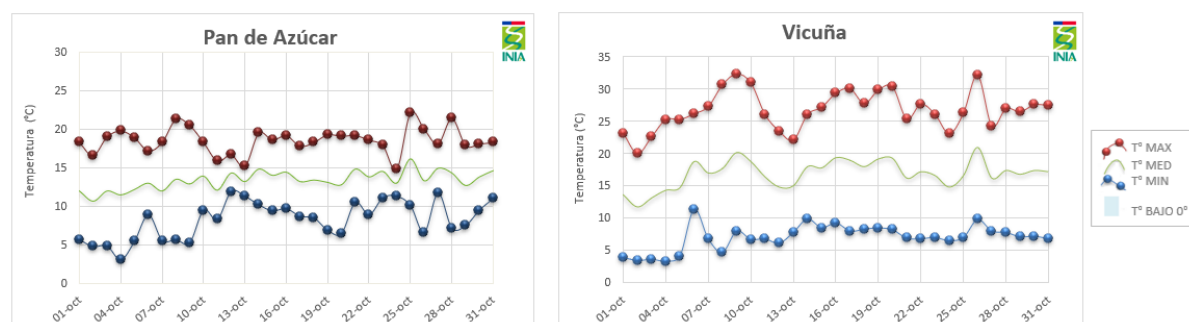 Pan de Azúcar
INIA
Temperatura (°C)
30
25
20
15
10
5
0
01-oct
04-oct
07-oct
10-oct
13-oct
16-oct
19-oct
22-oct
25-oct
28-oct
31-oct
Vicuña
INIA
Temperatura (°C)
35
30
25
20
15
10
5
0
01-oct
04-oct
07-oct
10-oct
13-oct
16-oct
19-oct
22-oct
25-oct
28-oct
31-oct
T° MAX
T° MED
T° MIN
T° BAJO 0°